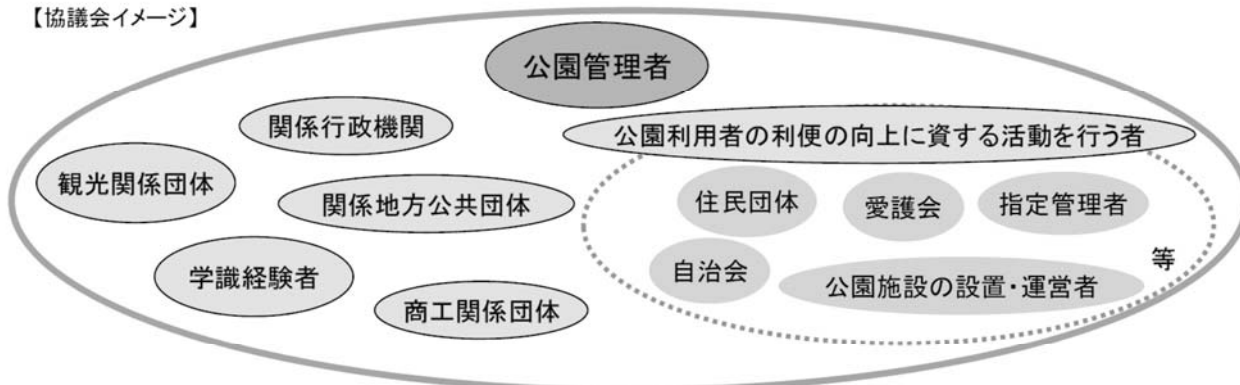 【協議会イメージ】
公園管理者
関係行政機関
公園利用者の利便の向上に資する活動を行う者
観光関係団体
関係地方公共団体
住民団体
愛護会
指定管理者
学識経験者
自治会
等
商工関係団体
公園施設の設置・運営者